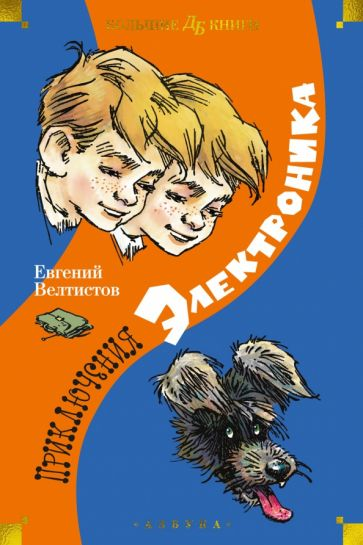 БОЛЬШИЕ ДБ КНИГИ
Евгений
Велтистов
ПРИКЛЮЧЕНИЯ
ЭЛЕКТРОНИКА
·АЗБУКА·